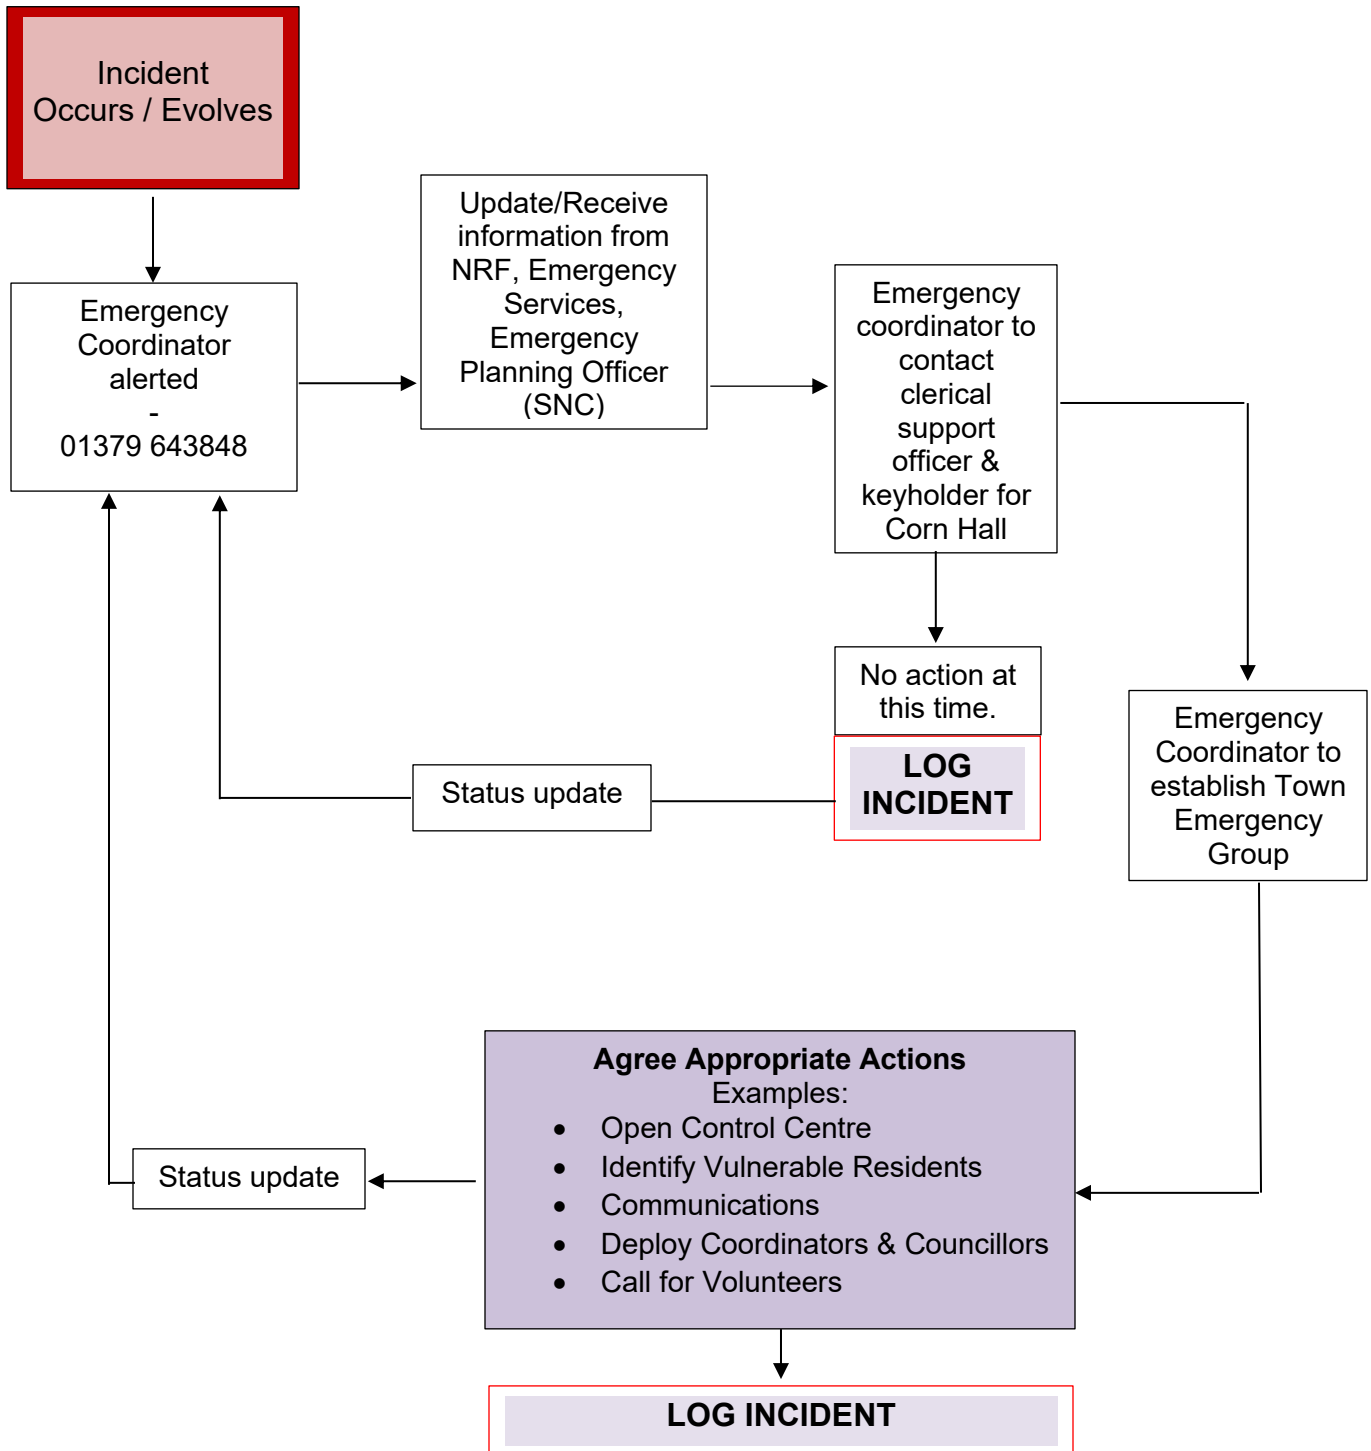 Incident
Occurs / Evolves
Update/Receive
information from
NRF, Emergency
Services,
Emergency
Planning Officer
(SNC)
Emergency
Coordinator
alerted
-
01379 643848
Emergency
coordinator to
contact
clerical
support
officer &
keyholder for
Corn Hall
No action at
this time.
LOG
INCIDENT
Status update
Emergency
Coordinator to
establish Town
Emergency
Group
Agree Appropriate Actions
Examples:
• Open Control Centre
• Identify Vulnerable Residents
• Communications
• Deploy Coordinators & Councillors
• Call for Volunteers
Status update
LOG INCIDENT